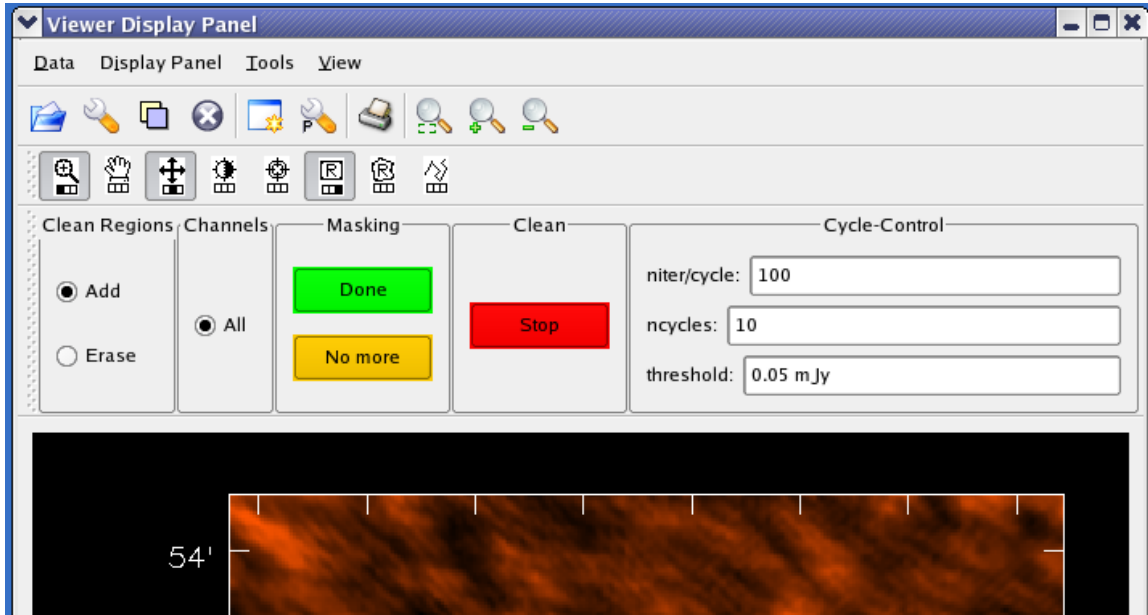 Viewer Display Panel
Data Display Panel Tools View
P
R R
Clean Regions Channels Masking Clean Cycle-Control
Add
Erase
All
Done
No more
Stop
niter/cycle: 100
ncycles: 10
threshold: 0.05 mJy
54'